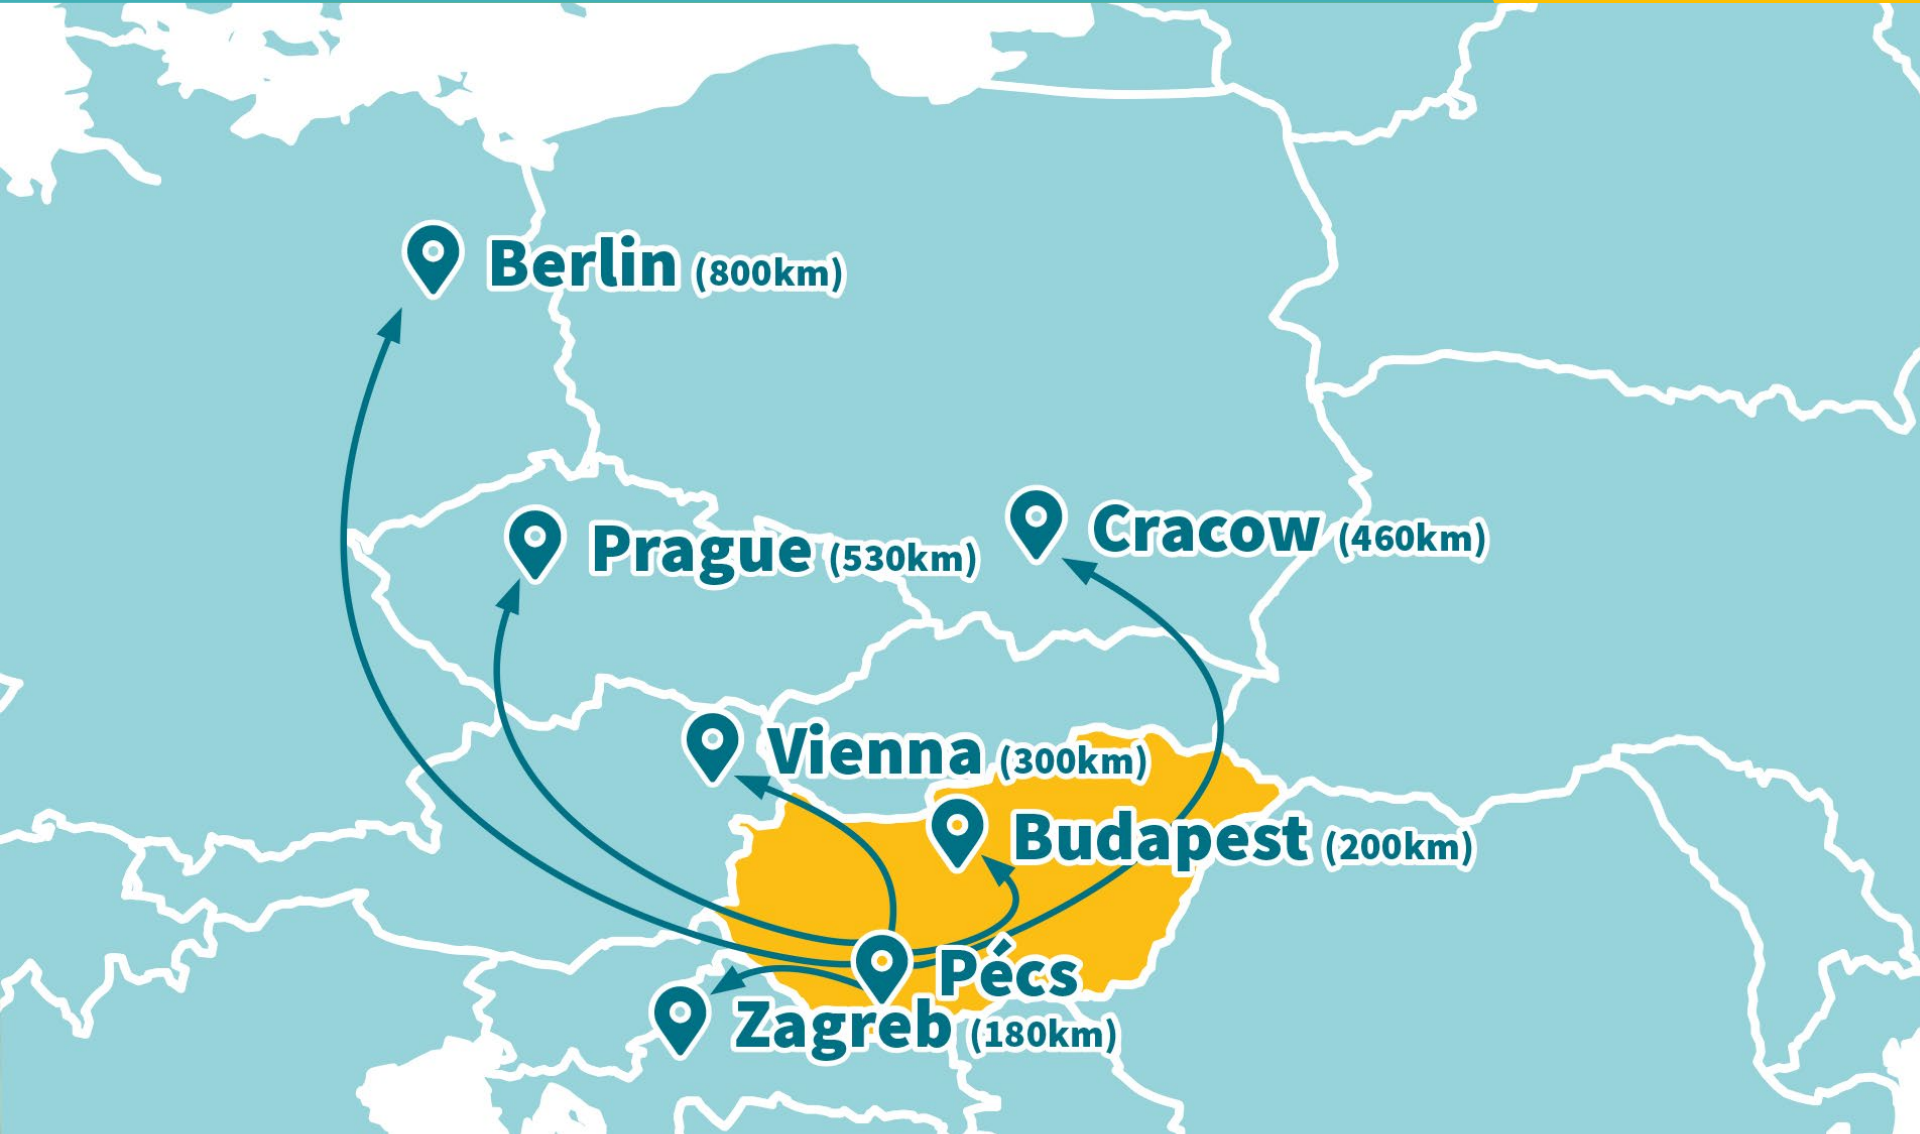 Berlin (800km)
Prague (530km)
Cracow (460km)
Vienna (300km)
Budapest (200km)
Pécs
Zagreb (180km)